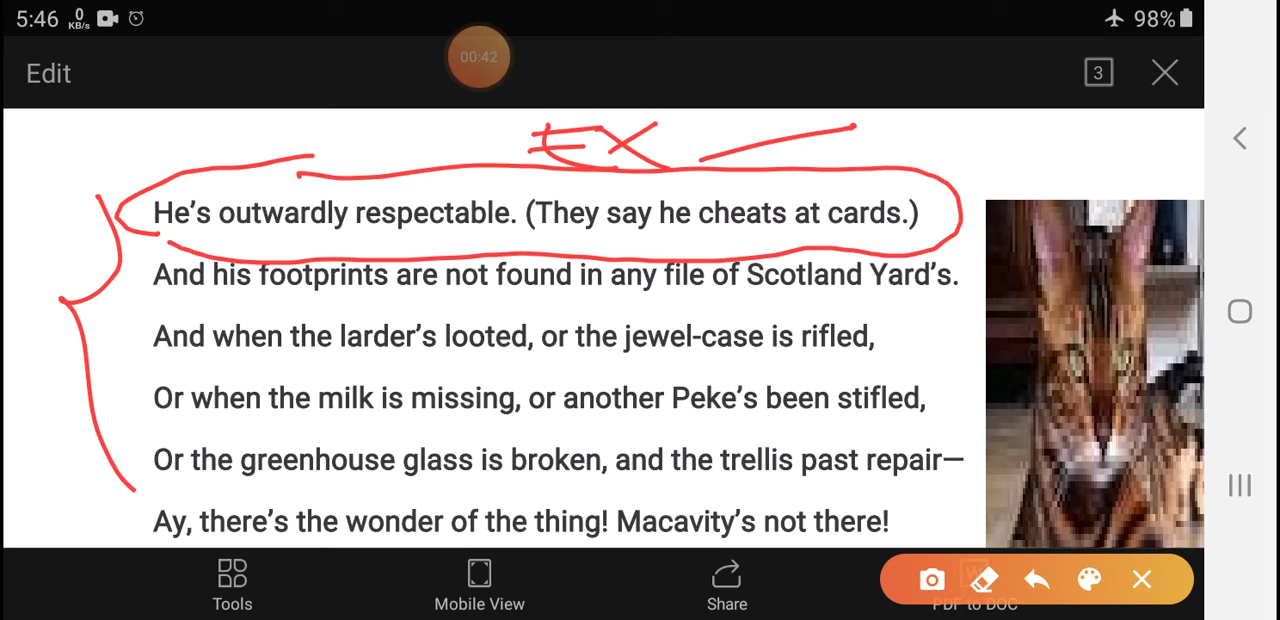 5:46 0 KB/s 98%
00:42
Edit 3
EX
He's outwardly respectable. (They say he cheats at cards.)
And his footprints are not found in any file of Scotland Yard's.
And when the larder's looted, or the jewel-case is rifled,
Or when the milk is missing, or another Peke's been stifled,
Or the greenhouse glass is broken, and the trellis past repair—
Ay, there's the wonder of the thing! Macavity's not there!
Tools Mobile View Share PDF to DOC